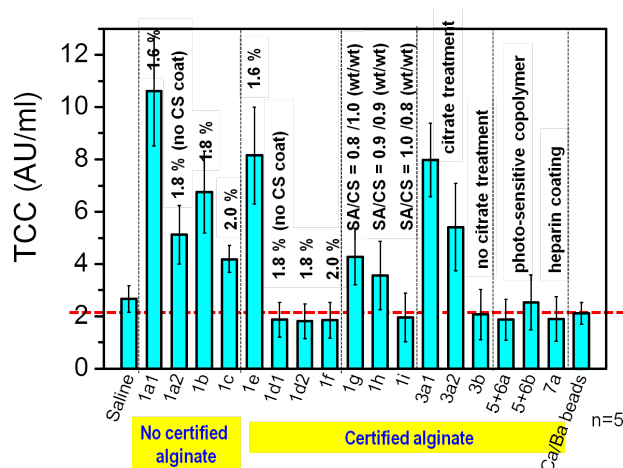 TCC (AU/ml)
12
10
8
6
4
2
0
1.6 %
1.8 % (no CS coat)
1.8 %
2.0 %
1.6 %
1.8 % (no CS coat)
1.8 %
2.0 %
SA/CS = 0.8 /1.0 (wt/wt)
SA/CS = 0.9 /0.9 (wt/wt)
SA/CS = 1.0 /0.8 (wt/wt)
citrate treatment
no citrate treatment
photo-sensitive copolymer
heparin coating
Saline
1a1
1a2
1b
1c
1e
1d1
1d2
1f
1g
1h
1i
3a1
3a2
3b
5+6a
5+6b
7a
Ca/Ba beads
n=5
No certified
alginate
Certified alginate